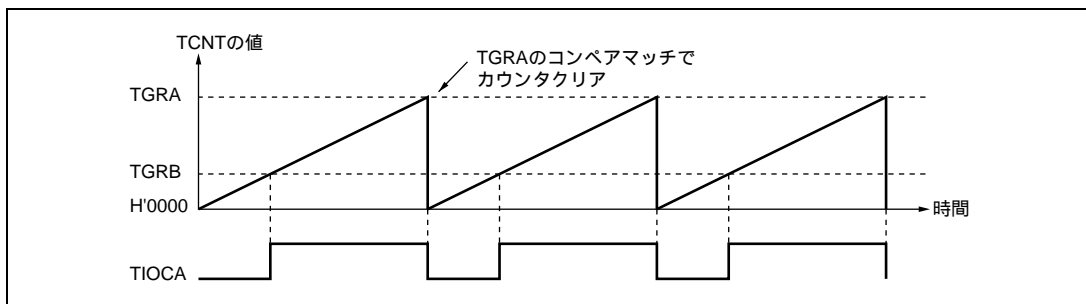 TCNTの値
TGRAのコンペアマッチで
カウンタクリア
TGRA
TGRB
H'0000
時間
TIOCA